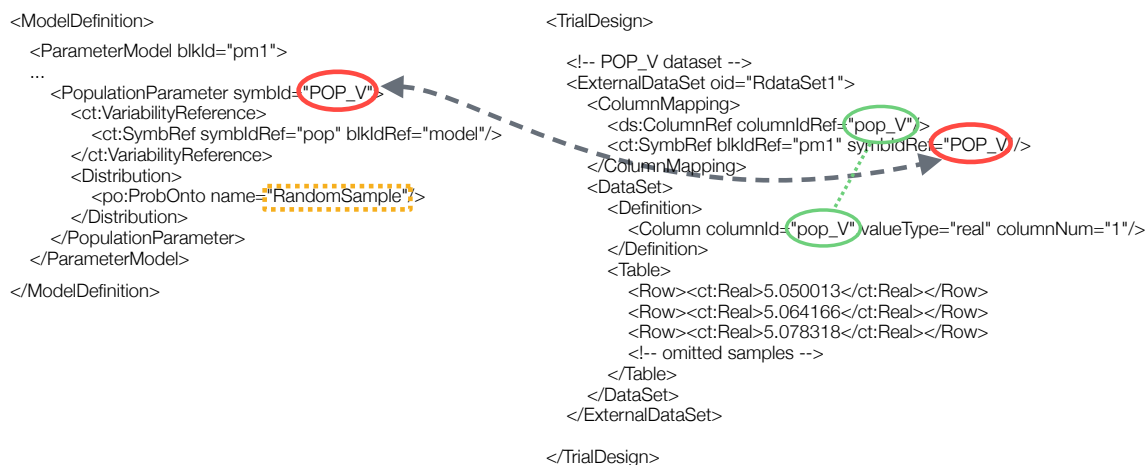 <ModelDefinition>
<ParameterModel blkId="pm1">
...
<PopulationParameter symbId="POP_V">
<ct:VariabilityReference>
<ct:SymbRef symbIdRef="pop" blkIdRef="model"/>
</ct:VariabilityReference>
<Distribution>
<po:ProbOnto name="RandomSample"/>
</Distribution>
</PopulationParameter>
</ParameterModel>
</ModelDefinition>
<TrialDesign>
<!-- POP_V dataset -->
<ExternalDataSet oid="RdataSet1">
<ColumnMapping>
<ds:ColumnRef columnIdRef="pop_V"/>
<ct:SymbRef blkIdRef="pm1" symbIdRef="POP_V"/>
</ColumnMapping>
<DataSet>
<Definition>
<Column columnId="pop_V" valueType="real" columnNum="1"/>
</Definition>
<Table>
<Row><ct:Real>5.050013</ct:Real></Row>
<Row><ct:Real>5.064166</ct:Real></Row>
<Row><ct:Real>5.078318</ct:Real></Row>
<!-- omitted samples -->
</Table>
</DataSet>
</ExternalDataSet>
</TrialDesign>